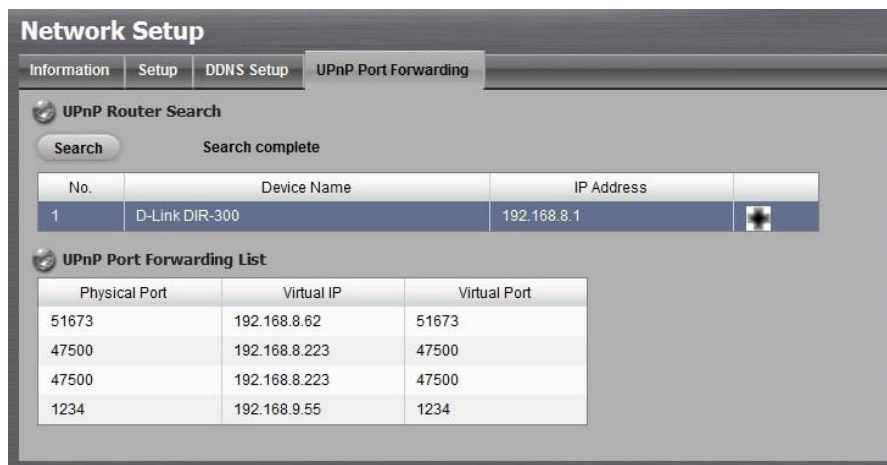 Network Setup
Information Setup DDNS Setup UPnP Port Forwarding
UPnP Router Search
Search Search complete
No. Device Name IP Address
1 D-Link DIR-300 192.168.8.1
UPnP Port Forwarding List
Physical Port Virtual IP Virtual Port
51673 192.168.8.62 51673
47500 192.168.8.223 47500
47500 192.168.8.223 47500
1234 192.168.9.55 1234